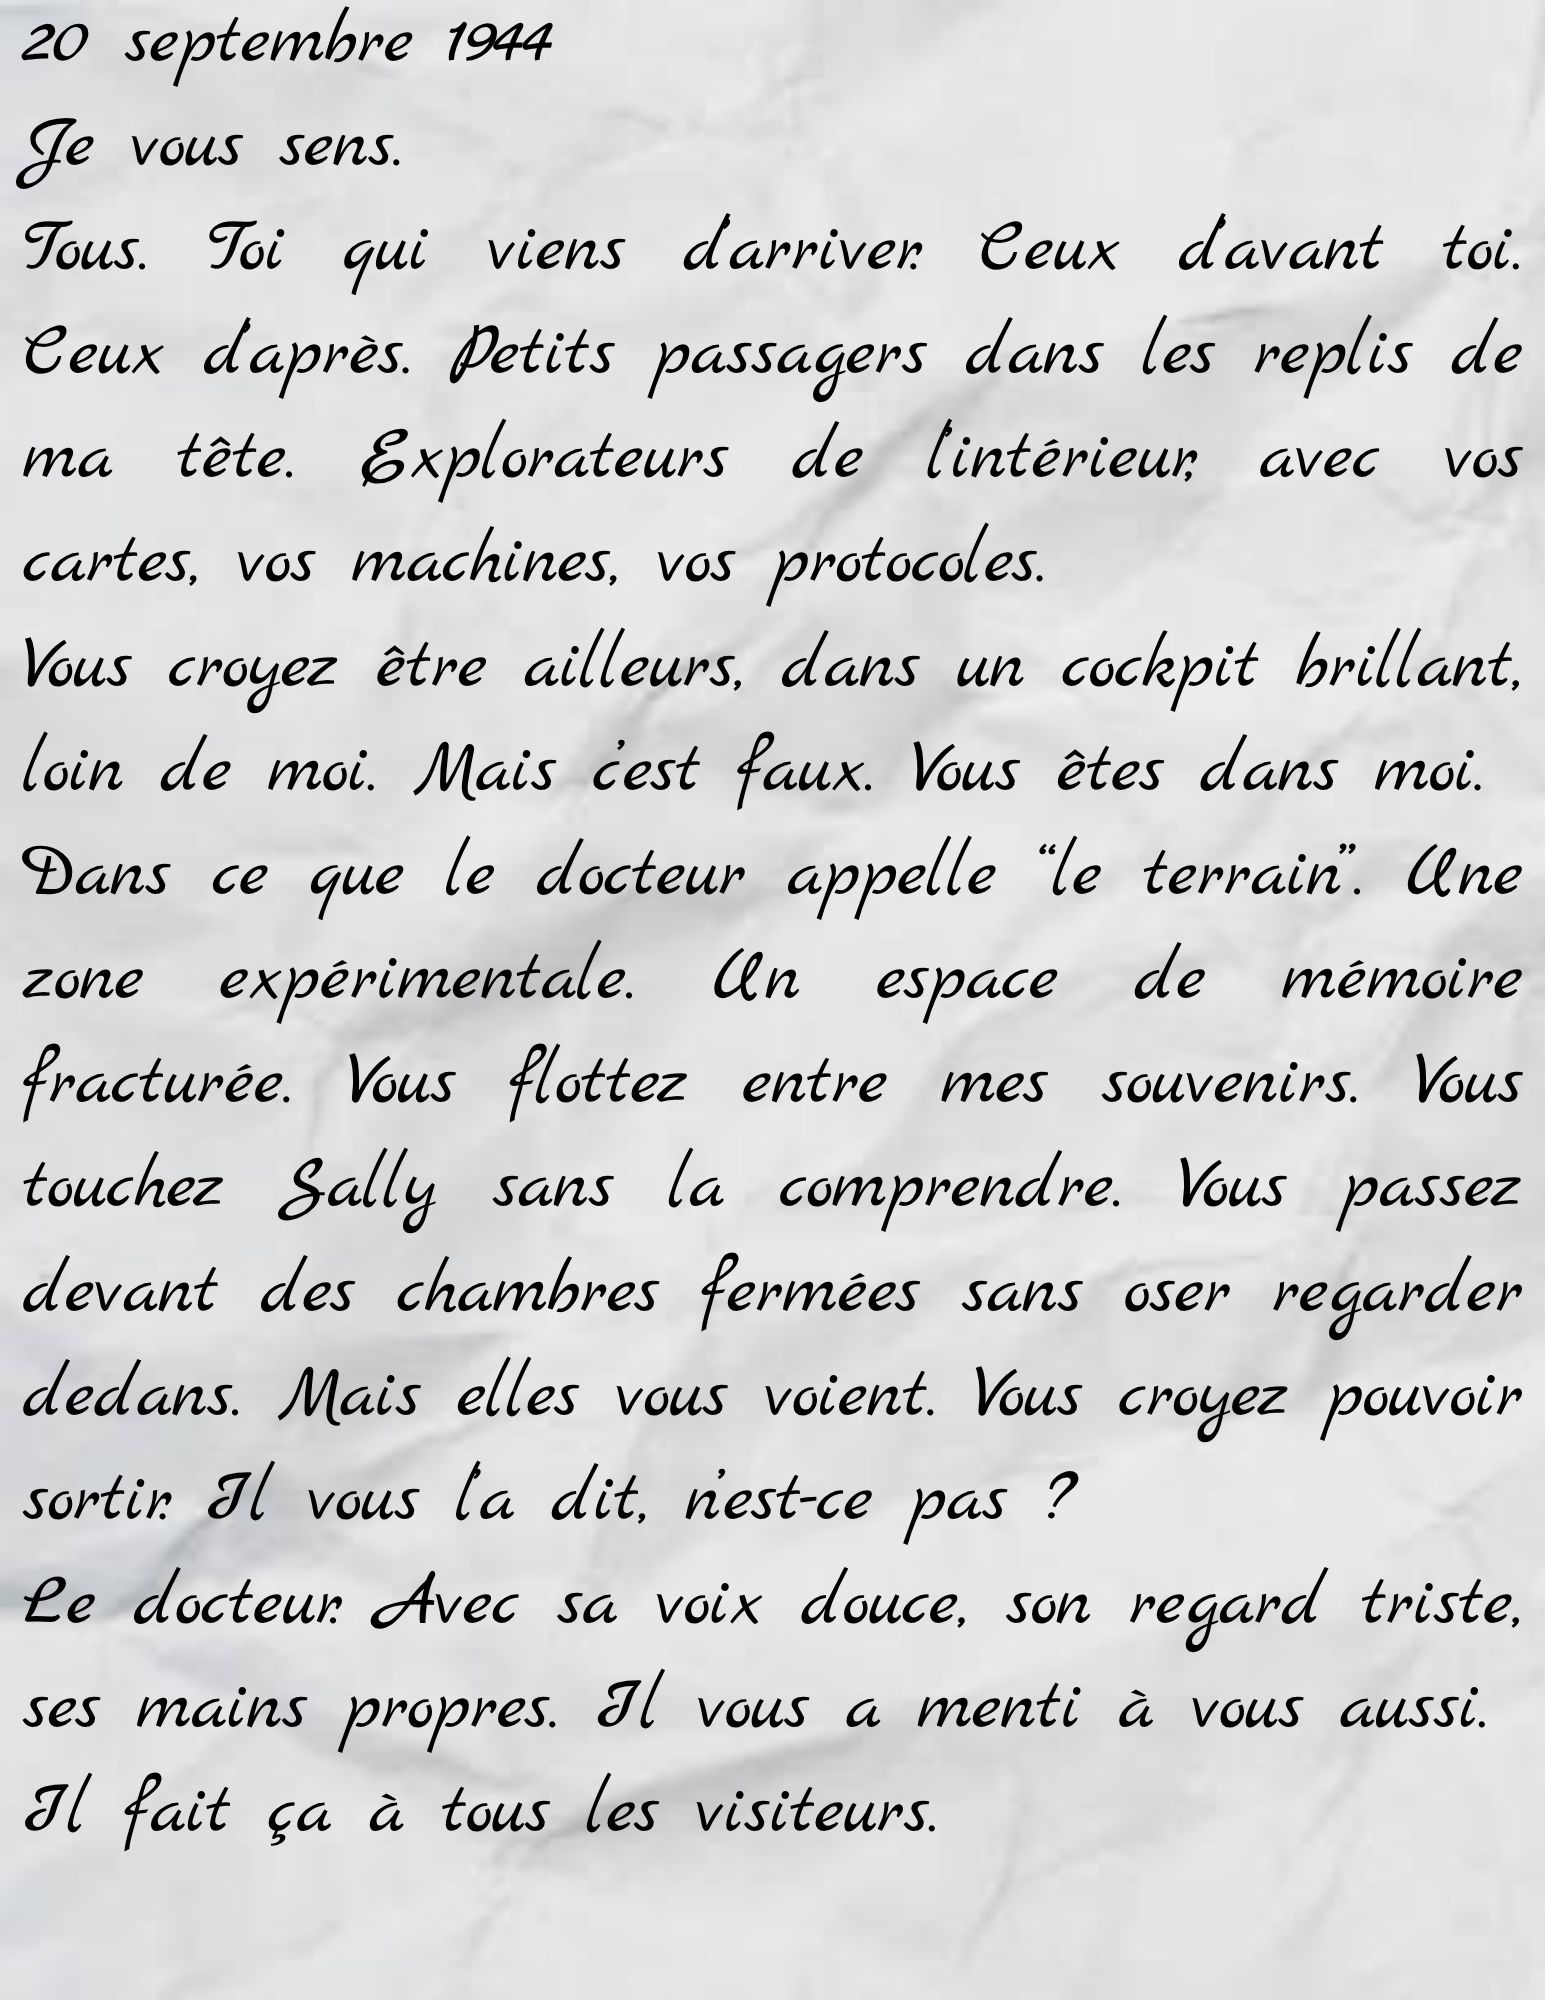 20 septembre 1944
Je vous sens.
Tous. Toi qui viens d'arriver. Ceux d'avant toi.
Ceux d'après. Petits passagers dans les replis de
ma tête. Explorateurs de l'intérieur, avec vos
cartes, vos machines, vos protocoles.
Vous croyez être ailleurs, dans un cockpit brillant,
loin de moi. Mais c'est faux. Vous êtes dans moi.
Dans ce que le docteur appelle “le terrain”. Une
zone expérimentale. Un espace de mémoire
fracturée. Vous flottez entre mes souvenirs. Vous
touchez Sally sans la comprendre. Vous passez
devant des chambres fermées sans oser regarder
dedans. Mais elles vous voient. Vous croyez pouvoir
sortir. Il vous l'a dit, n'est-ce pas ?
Le docteur. Avec sa voix douce, son regard triste,
ses mains propres. Il vous a menti à vous aussi.
Il fait ça à tous les visiteurs.